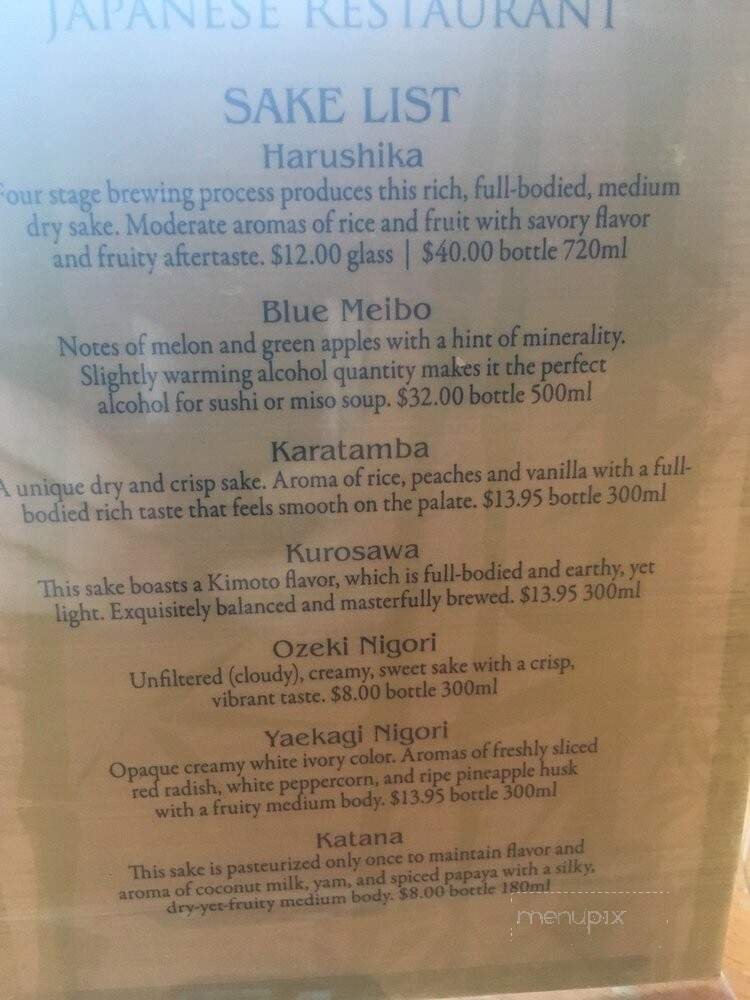 JAPANESE RESTAURANT
SAKE LIST
Harushika
Four stage brewing process produces this rich, full-bodied, medium
dry sake. Moderate aromas of rice and fruit with savory flavor
and fruity aftertaste. $12.00 glass | $40.00 bottle 720ml
Blue Meibo
Notes of melon and green apples with a hint of minerality.
Slightly warming alcohol quantity makes it the perfect
alcohol for sushi or miso soup. $32.00 bottle 500ml
Karatamba
A unique dry and crisp sake. Aroma of rice, peaches and vanilla with a full-
bodied rich taste that feels smooth on the palate. $13.95 bottle 300ml
Kurosawa
This sake boasts a Kimoto flavor, which is full-bodied and earthy, yet
light. Exquisitely balanced and masterfully brewed. $13.95 300ml
Ozeki Nigori
Unfiltered (cloudy), creamy, sweet sake with a crisp,
vibrant taste. $8.00 bottle 300ml
Yaekagi Nigori
Opaque creamy white ivory color. Aromas of freshly sliced
red radish, white peppercorn, and ripe pineapple husk
with a fruity medium body. $13.95 bottle 300ml
Katana
This sake is pasteurized only once to maintain flavor and
aroma of coconut milk, yam, and spiced papaya with a silky,
dry-yet-fruity medium body. $8.00 bottle 180ml
menupix